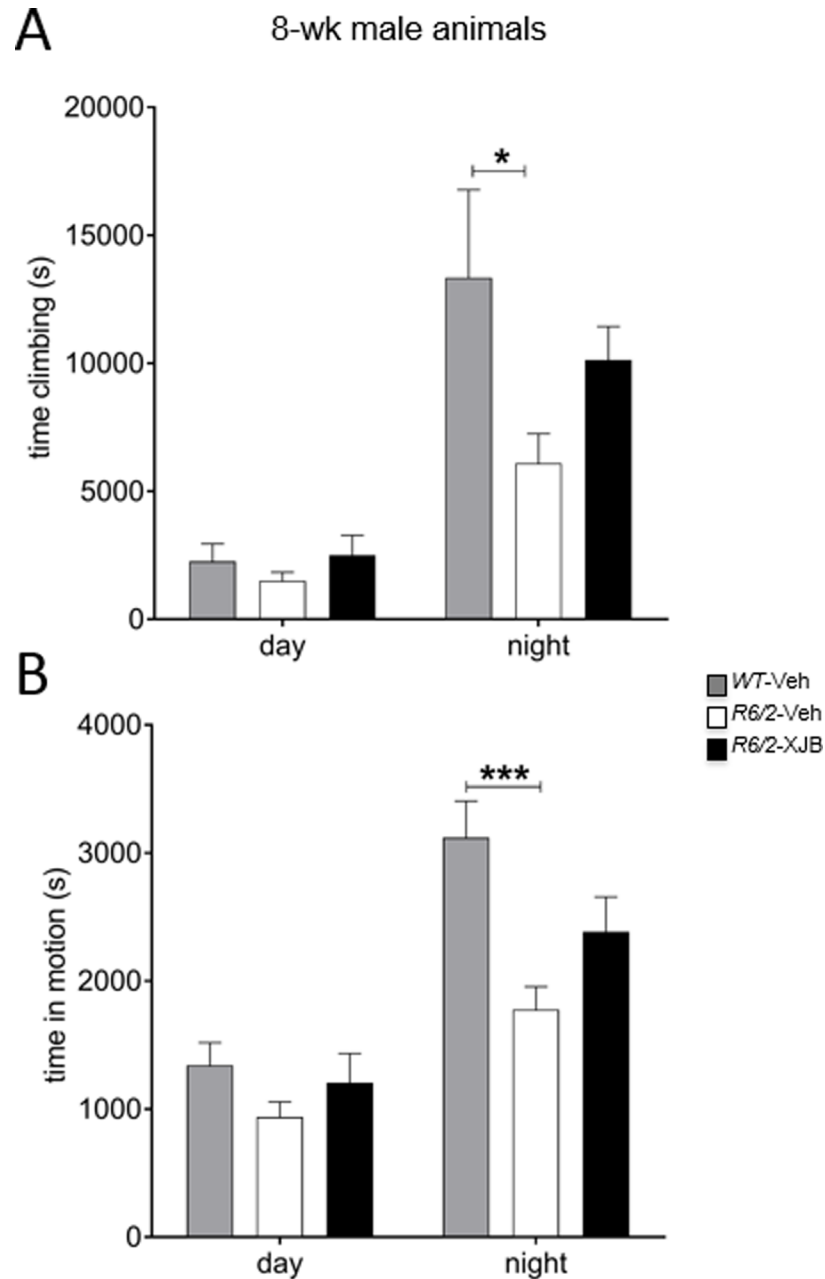 A
8-wk male animals
20000
15000
10000
5000
0
time climbing (s)
*
day
night
B
4000
3000
2000
1000
0
time in motion (s)
***
day
night
WT-Veh
R6/2-Veh
R6/2-XJB